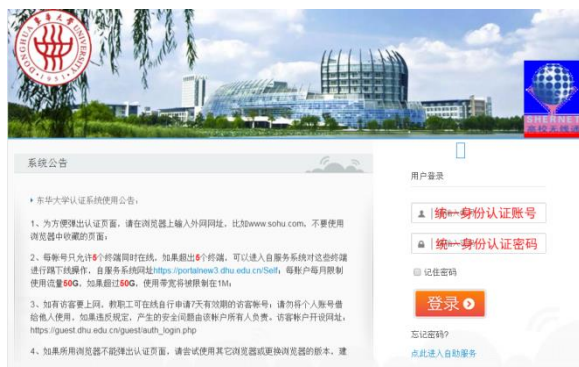 東華大學
DONGHUA UNIVERSITY
1951
SHERNET
高校无线通
系统公告
东华大学认证系统使用公告：
1、为方便弹出认证页面，请在浏览器上输入外网网址，比如www.sohu.com，不要使用
浏览器中收藏的页面；
2、每帐号只允许5个终端同时在线，如果超出5个终端，可以进入自服务系统对这些终端
进行踢下线操作，自服务系统网址https://portalnew3.dhu.edu.cn/Self；每账户每月限制
使用流量50G，如果超过50G，使用带宽将被限制在1M；
3、如有访客要上网，教职工可在线自行申请7天有效期的访客帐号；请勿将个人账号借
给他人使用，如果违反规定，产生的安全问题由该帐户所有人负责。访客帐户开设网址：
https://guest.dhu.edu.cn/guest/auth_login.php
4、如果所用浏览器不能弹出认证页面，请尝试使用其它浏览器或更换浏览器的版本，建
用户登录
统一身份认证账号
统一身份认证密码
记住密码
登录
忘记密码?
点此进入自助服务